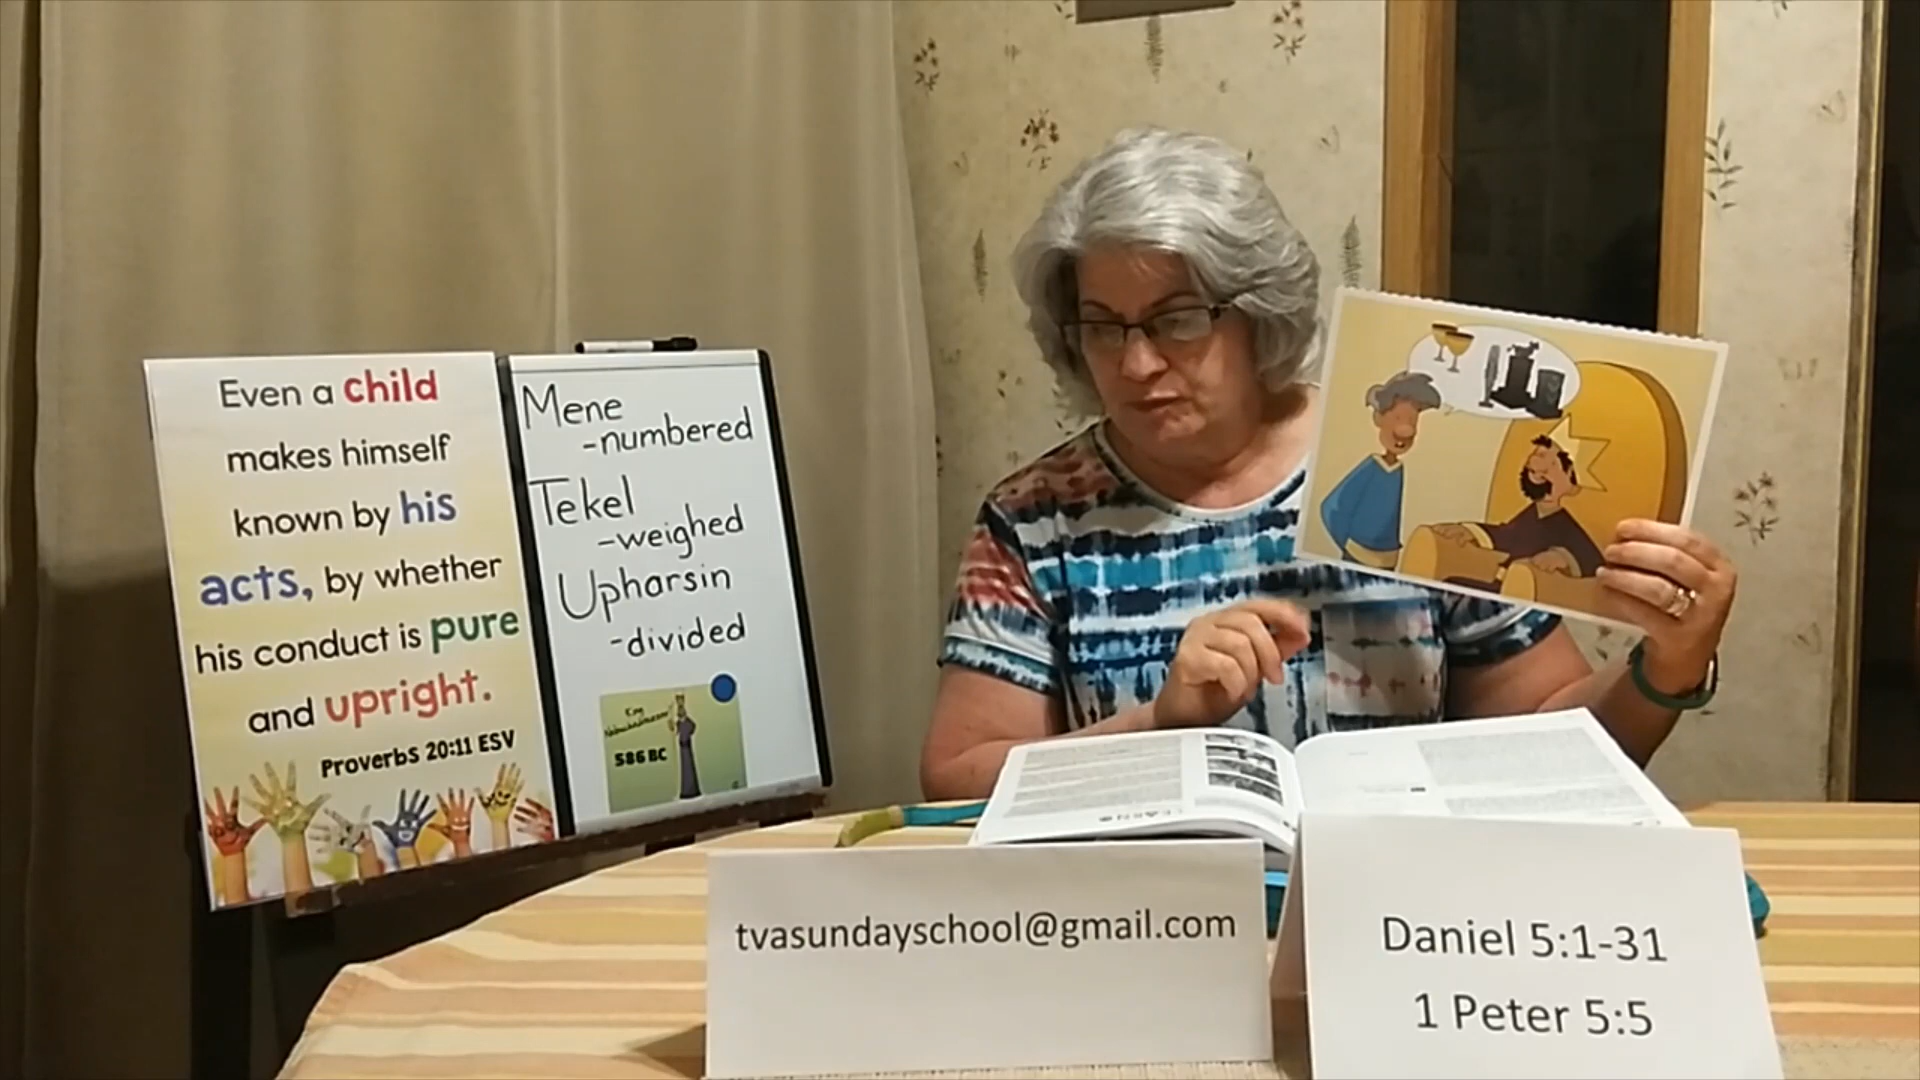 Even a child
makes himself
known by his
acts, by whether
his conduct is pure
and upright.
Proverbs 20:11 ESV
Mene
-numbered
Tekel
-weighed
Upharsin
-divided
King
586 BC
tvasundayschool@gmail.com
Daniel 5:1-31
1 Peter 5:5